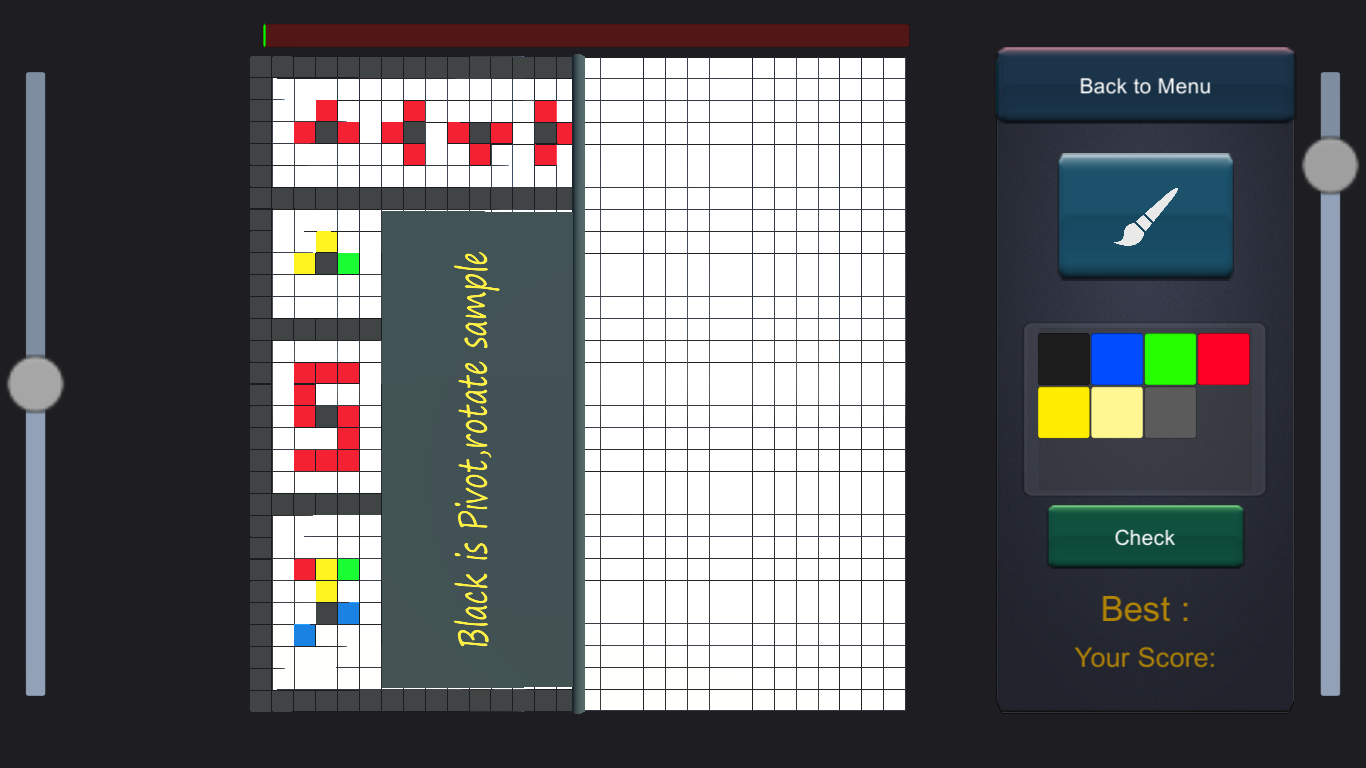 Back to Menu
Black is Pivot,rotate sample
Check
Best :
Your Score: